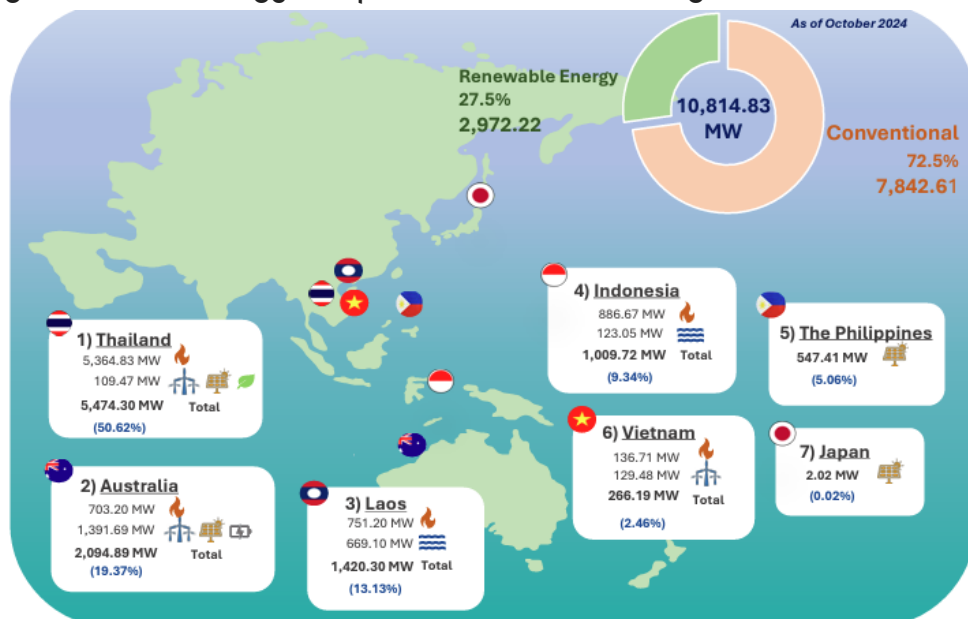 As of October 2024
Renewable Energy
27.5%
2,972.22
10,814.83
MW
Conventional
72.5%
7,842.61
1) Thailand
5,364.83 MW
109.47 MW
5,474.30 MW Total
(50.62%)
2) Australia
703.20 MW
1,391.69 MW
2,094.89 MW Total
(19.37%)
3) Laos
751.20 MW
669.10 MW
1,420.30 MW Total
(13.13%)
4) Indonesia
886.67 MW
123.05 MW
1,009.72 MW Total
(9.34%)
5) The Philippines
547.41 MW
(5.06%)
6) Vietnam
136.71 MW
129.48 MW
266.19 MW Total
(2.46%)
7) Japan
2.02 MW
(0.02%)